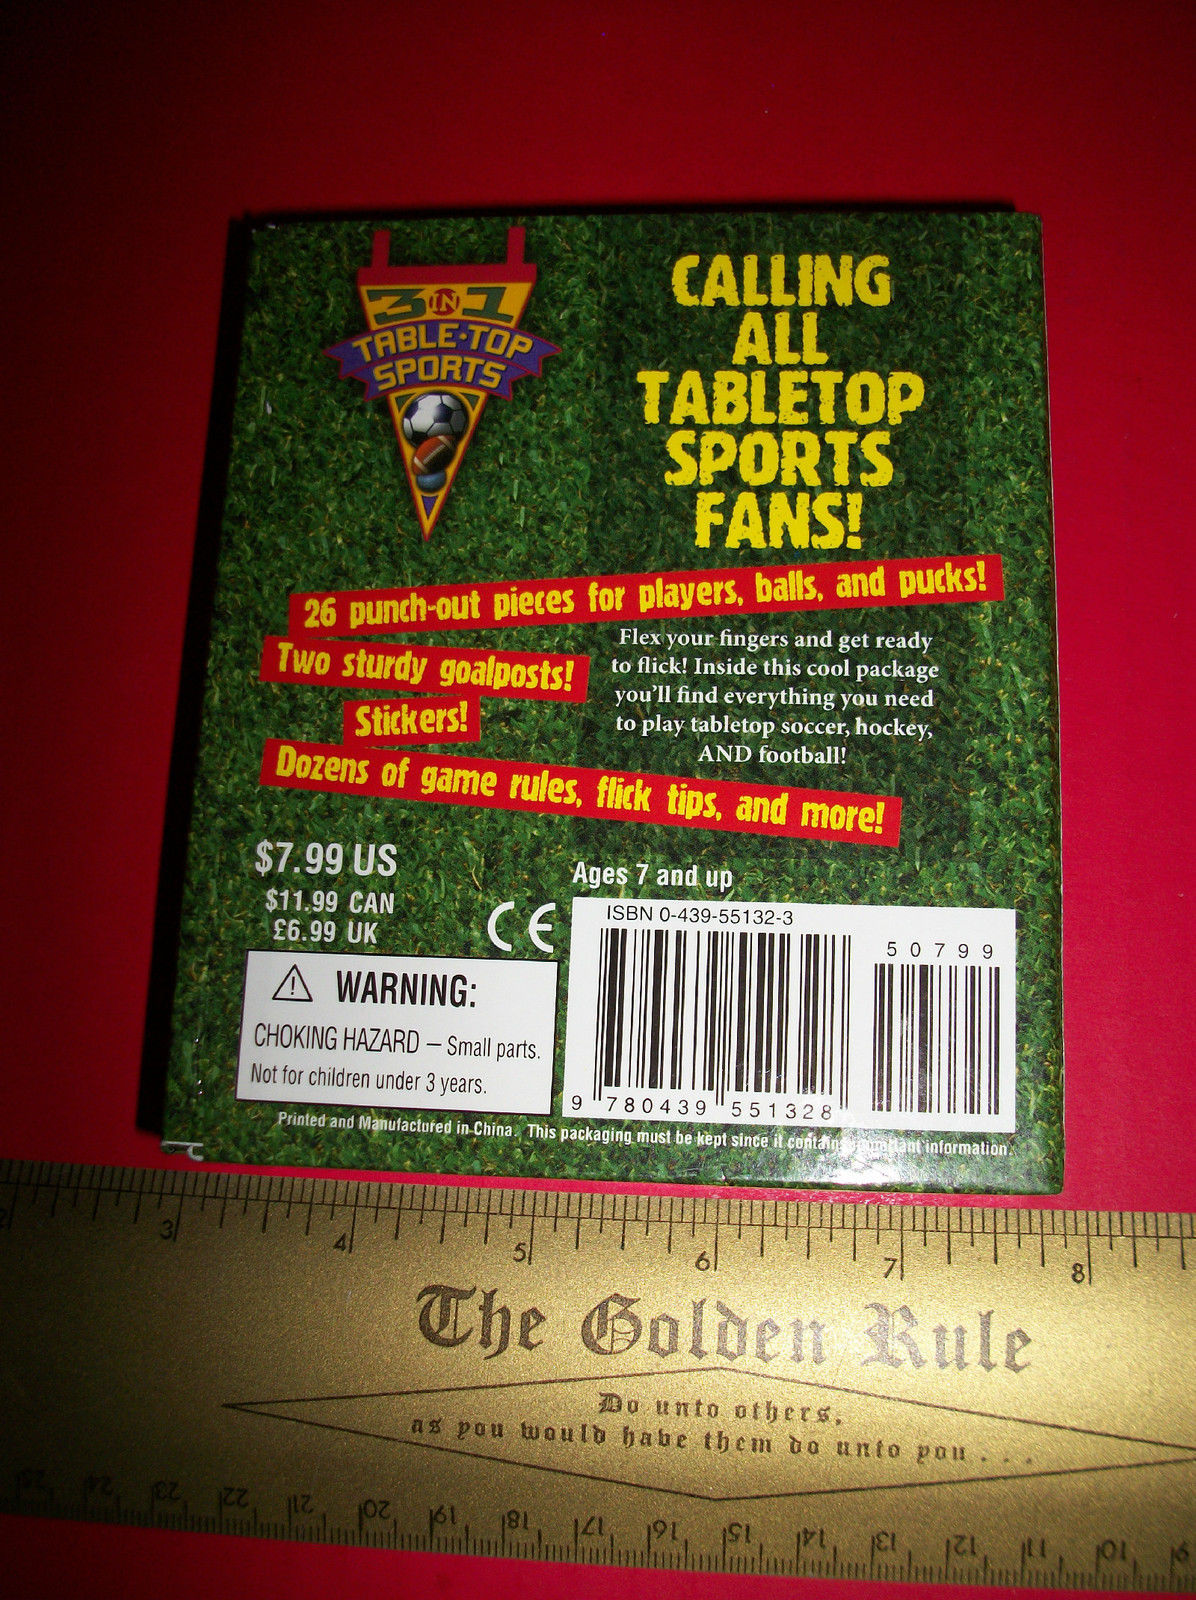 3 IN 1
TABLE·TOP
SPORTS
CALLING
ALL
TABLETOP
SPORTS
FANS!
26 punch-out pieces for players, balls, and pucks!
Two sturdy goalposts!
Stickers!
Dozens of game rules, flick tips, and more!
Flex your fingers and get ready
to flick! Inside this cool package
you'll find everything you need
to play tabletop soccer, hockey,
AND football!
$7.99 US
$11.99 CAN
£6.99 UK
CE
Ages 7 and up
ISBN 0-439-55132-3
50799
9 780439 551328
WARNING:
CHOKING HAZARD – Small parts.
Not for children under 3 years.
Printed and Manufactured in China. This packaging must be kept since it contains important information.
2 3 4 5 6 7 8
The Golden Rule
Do unto others,
as you would have them do unto you . . .
25 24 23 22 21 20 19 18 17 16 15 14 13 12 11 10 9